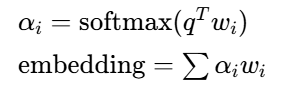 αᵢ = softmax(qᵀwᵢ)
embedding = ∑ αᵢwᵢ